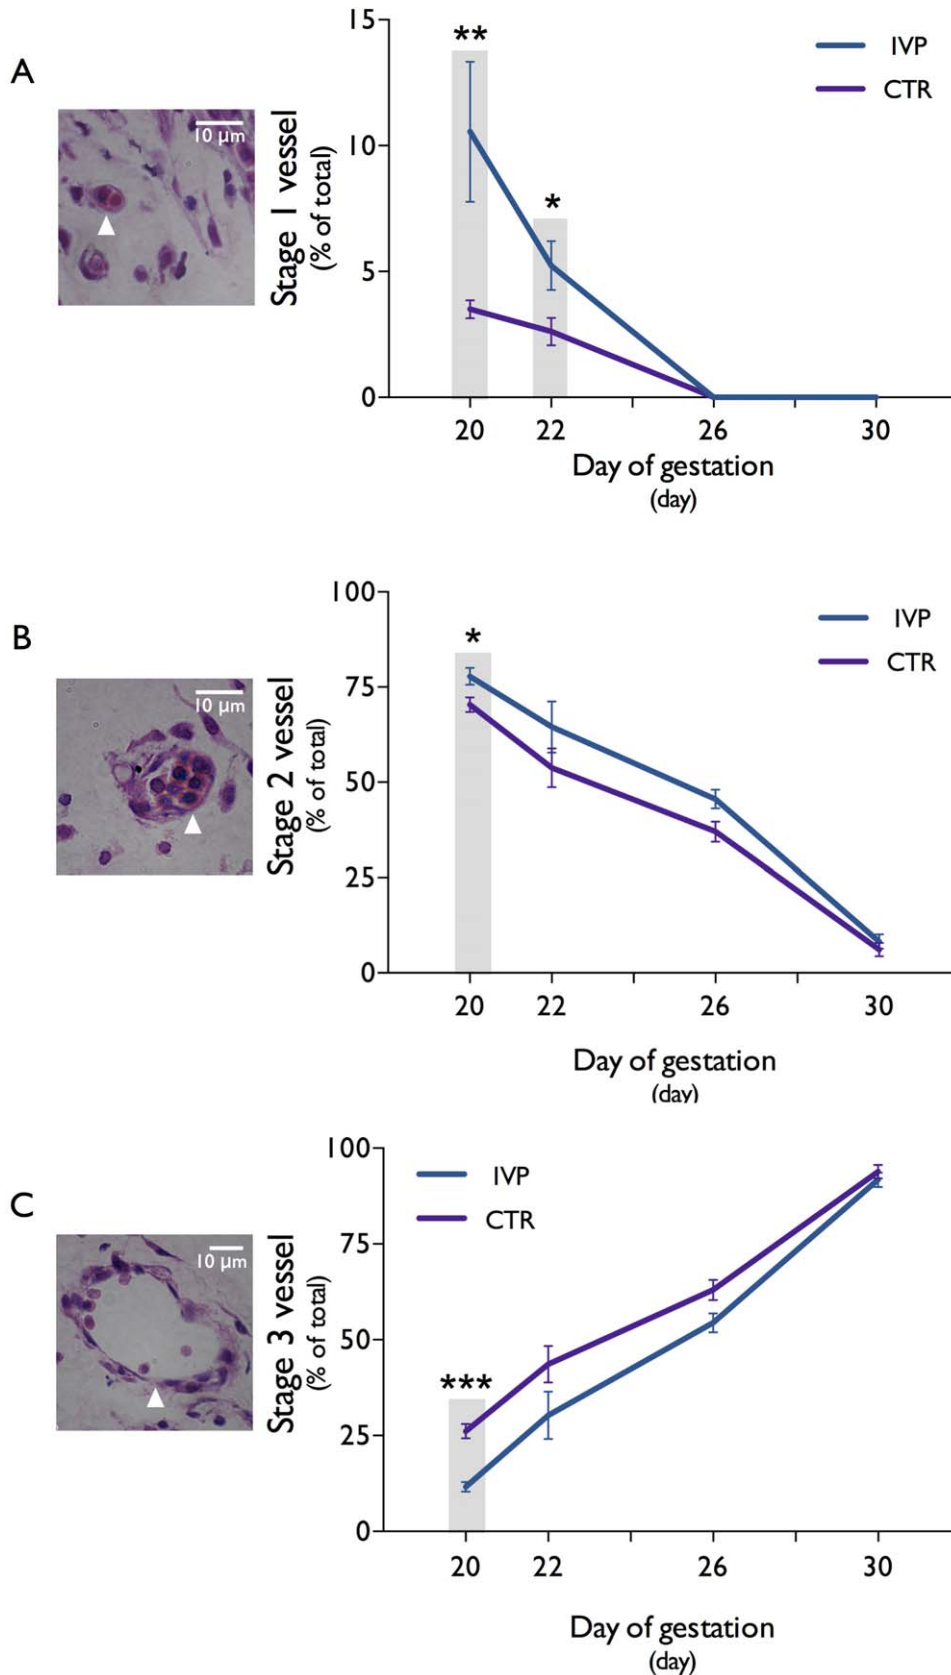 A
10 µm
Stage 1 vessel
(% of total)
15
10
5
0
**
*
IVP
CTR
20 22 26 30
Day of gestation
(day)
B
10 µm
Stage 2 vessel
(% of total)
100
75
50
25
0
*
IVP
CTR
20 22 26 30
Day of gestation
(day)
C
10 µm
Stage 3 vessel
(% of total)
100
75
50
25
0
IVP
CTR
***
20 22 26 30
Day of gestation
(day)